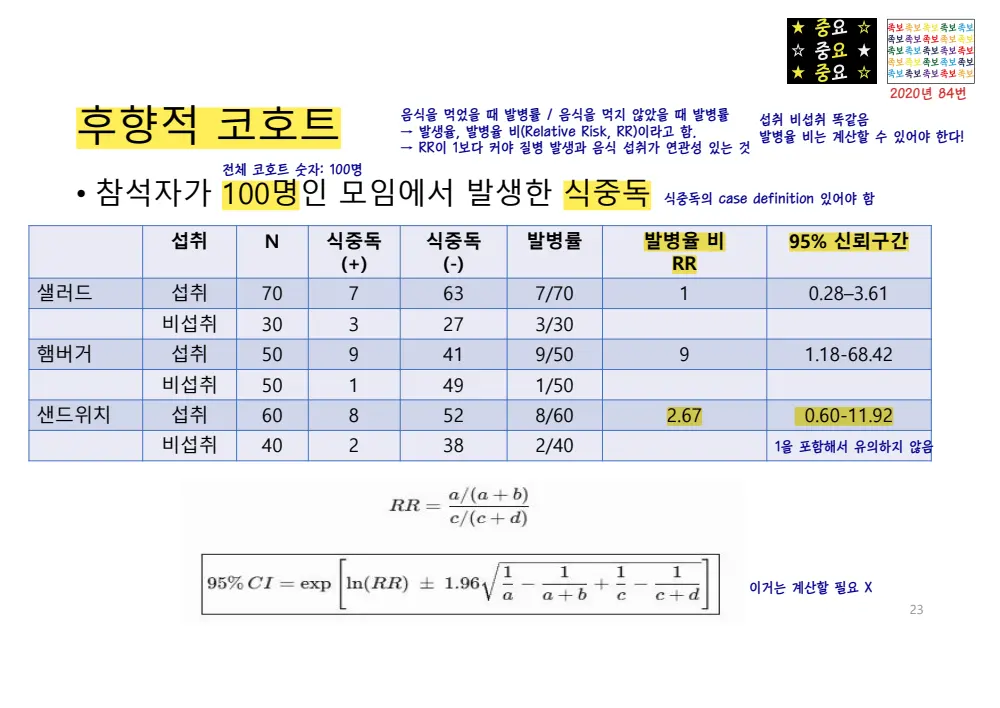 ★ 중요 ☆
☆ 중요 ★
★ 중요 ☆
족보족보족보족보족보
족보족보족보족보족보
족보족보족보족보족보
족보족보족보족보족보
족보족보족보족보족보
2020년 84번
후향적 코호트
음식을 먹었을 때 발병률 / 음식을 먹지 않았을 때 발병률
→ 발생율, 발병율 비(Relative Risk, RR)이라고 함.
→ RR이 1보다 커야 질병 발생과 음식 섭취가 연관성 있는 것
섭취 비섭취 똑같음
발병율 비는 계산할 수 있어야 한다!
전체 코호트 숫자: 100명
• 참석자가 100명인 모임에서 발생한 식중독
식중독의 case definition 있어야 함
섭취 N 식중독 (+) 식중독 (-) 발병률 발병율 비 RR 95% 신뢰구간
샐러드 섭취 70 7 63 7/70 1 0.28–3.61
비섭취 30 3 27 3/30
햄버거 섭취 50 9 41 9/50 9 1.18-68.42
비섭취 50 1 49 1/50
샌드위치 섭취 60 8 52 8/60 2.67 0.60-11.92
비섭취 40 2 38 2/40 1을 포함해서 유의하지 않음
RR = a/(a + b) / c/(c + d)
95% CI = exp [ln(RR) ± 1.96√(1/a − 1/(a + b) + 1/c − 1/(c + d))]
이거는 계산할 필요 X
23